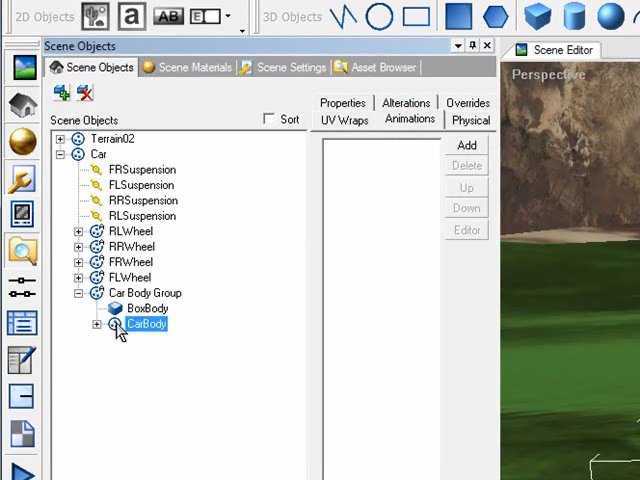 2D Objects a AB E 3D Objects
Scene Objects
Scene Objects Scene Materials Scene Settings Asset Browser
Scene Editor
Perspective
Properties Alterations Overrides
UV Wraps Animations Physical
Scene Objects Sort
Add
Delete
Up
Down
Editor
Terrain02
Car
FRSuspension
FLSuspension
RRSuspension
RLSuspension
RLWheel
RRWheel
FRWheel
FLWheel
Car Body Group
BoxBody
CarBody